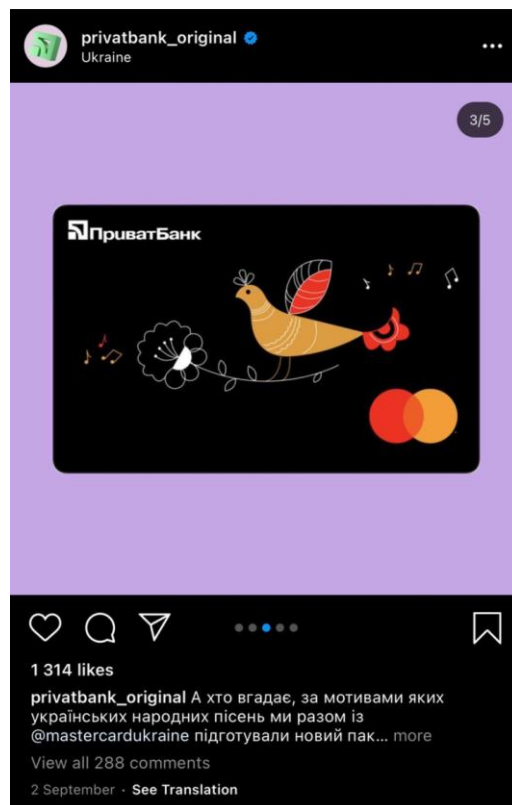 privatbank_original
Ukraine
3/5
ПриватБанк
1 314 likes
privatbank_original А хто вгадає, за мотивами яких
українських народних пісень ми разом із
@mastercardukraine підготували новий пак... more
View all 288 comments
2 September · See Translation